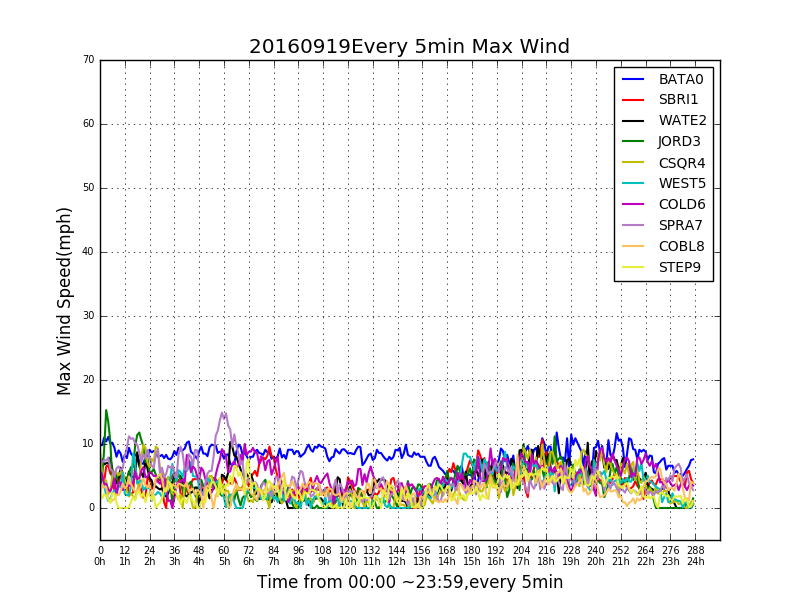 20160919Every 5min Max Wind
70
60
50
40
30
20
10
0
Max Wind Speed(mph)
BATA0
SBRI1
WATE2
JORD3
CSQR4
WEST5
COLD6
SPRA7
COBL8
STEP9
0 12 24 36 48 60 72 84 96 108 120 132 144 156 168 180 192 204 216 228 240 252 264 276 288
0h 1h 2h 3h 4h 5h 6h 7h 8h 9h 10h 11h 12h 13h 14h 15h 16h 17h 18h 19h 20h 21h 22h 23h 24h
Time from 00:00 ~23:59,every 5min